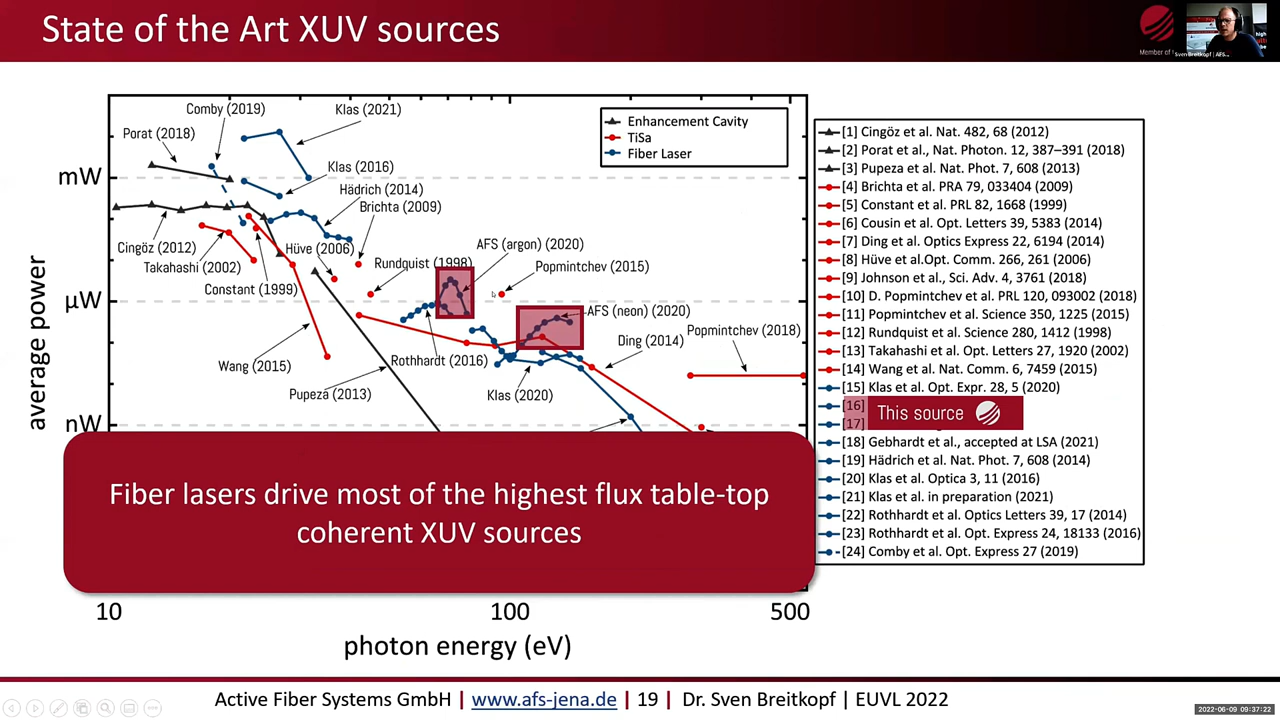 State of the Art XUV sources
Member of
Sven Breitkopf | AFS...
Comby (2019)
Klas (2021)
Porat (2018)
Klas (2016)
Hädrich (2014)
Brichta (2009)
Cingöz (2012)
Takahashi (2002)
Constant (1999)
Hüve (2006)
Rundquist (1998)
AFS (argon) (2020)
Popmintchev (2015)
AFS (neon) (2020)
Popmintchev (2018)
Ding (2014)
Rothhardt (2016)
Klas (2020)
Wang (2015)
Pupeza (2013)
Enhancement Cavity
TiSa
Fiber Laser
mW
µW
nW
average power
Fiber lasers drive most of the highest flux table-top
coherent XUV sources
10
100
500
photon energy (eV)
[1] Cingöz et al. Nat. 482, 68 (2012)
[2] Porat et al., Nat. Photon. 12, 387–391 (2018)
[3] Pupeza et al. Nat. Phot. 7, 608 (2013)
[4] Brichta et al. PRA 79, 033404 (2009)
[5] Constant et al. PRL 82, 1668 (1999)
[6] Cousin et al. Opt. Letters 39, 5383 (2014)
[7] Ding et al. Optics Express 22, 6194 (2014)
[8] Hüve et al.Opt. Comm. 266, 261 (2006)
[9] Johnson et al., Sci. Adv. 4, 3761 (2018)
[10] D. Popmintchev et al. PRL 120, 093002 (2018)
[11] Popmintchev et al. Science 350, 1225 (2015)
[12] Rundquist et al. Science 280, 1412 (1998)
[13] Takahashi et al. Opt. Letters 27, 1920 (2002)
[14] Wang et al. Nat. Comm. 6, 7459 (2015)
[15] Klas et al. Opt. Expr. 28, 5 (2020)
[16]
This source
[17]
[18] Gebhardt et al., accepted at LSA (2021)
[19] Hädrich et al. Nat. Phot. 7, 608 (2014)
[20] Klas et al. Optica 3, 11 (2016)
[21] Klas et al. in preparation (2021)
[22] Rothhardt et al. Optics Letters 39, 17 (2014)
[23] Rothhardt et al. Opt. Express 24, 18133 (2016)
[24] Comby et al. Opt. Express 27 (2019)
Active Fiber Systems GmbH | www.afs-jena.de | 19 | Dr. Sven Breitkopf | EUVL 2022
2022-06-09 09:37:22